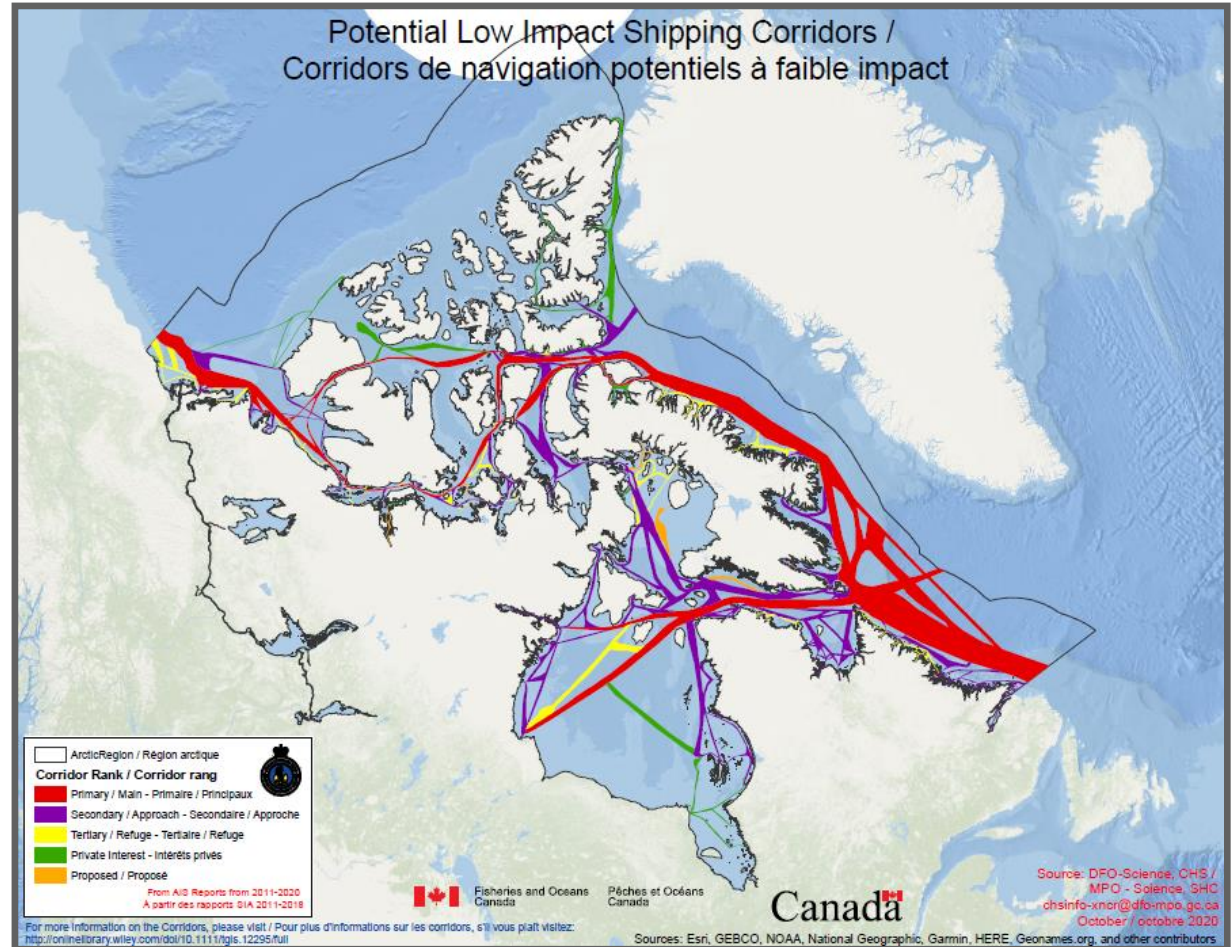 Potential Low Impact Shipping Corridors /
Corridors de navigation potentiels à faible impact
ArcticRegion / Région arctique
Corridor Rank / Corridor rang
Primary / Main - Primaire / Principaux
Secondary / Approach - Secondaire / Approche
Tertiary / Refuge - Tertiaire / Refuge
Private Interest - Intérêts privés
Proposed / Proposé
From AIS Reports from 2011-2020
À partir des rapports SIA 2011-2018
For more information on the Corridors, please visit / Pour plus d'informations sur les corridors, s'il vous plaît visitez:
http://onlinelibrary.wiley.com/doi/10.1111/tgis.12295/full
Fisheries and Oceans
Canada
Pêches et Océans
Canada
Canada
Source: DFO-Science, CHS /
MPO - Science, SHC
chsinfo-xncr@dfo-mpo.gc.ca
October / octobre 2020
Sources: Esri, GEBCO, NOAA, National Geographic, Garmin, HERE, Geonames.org, and other contributors